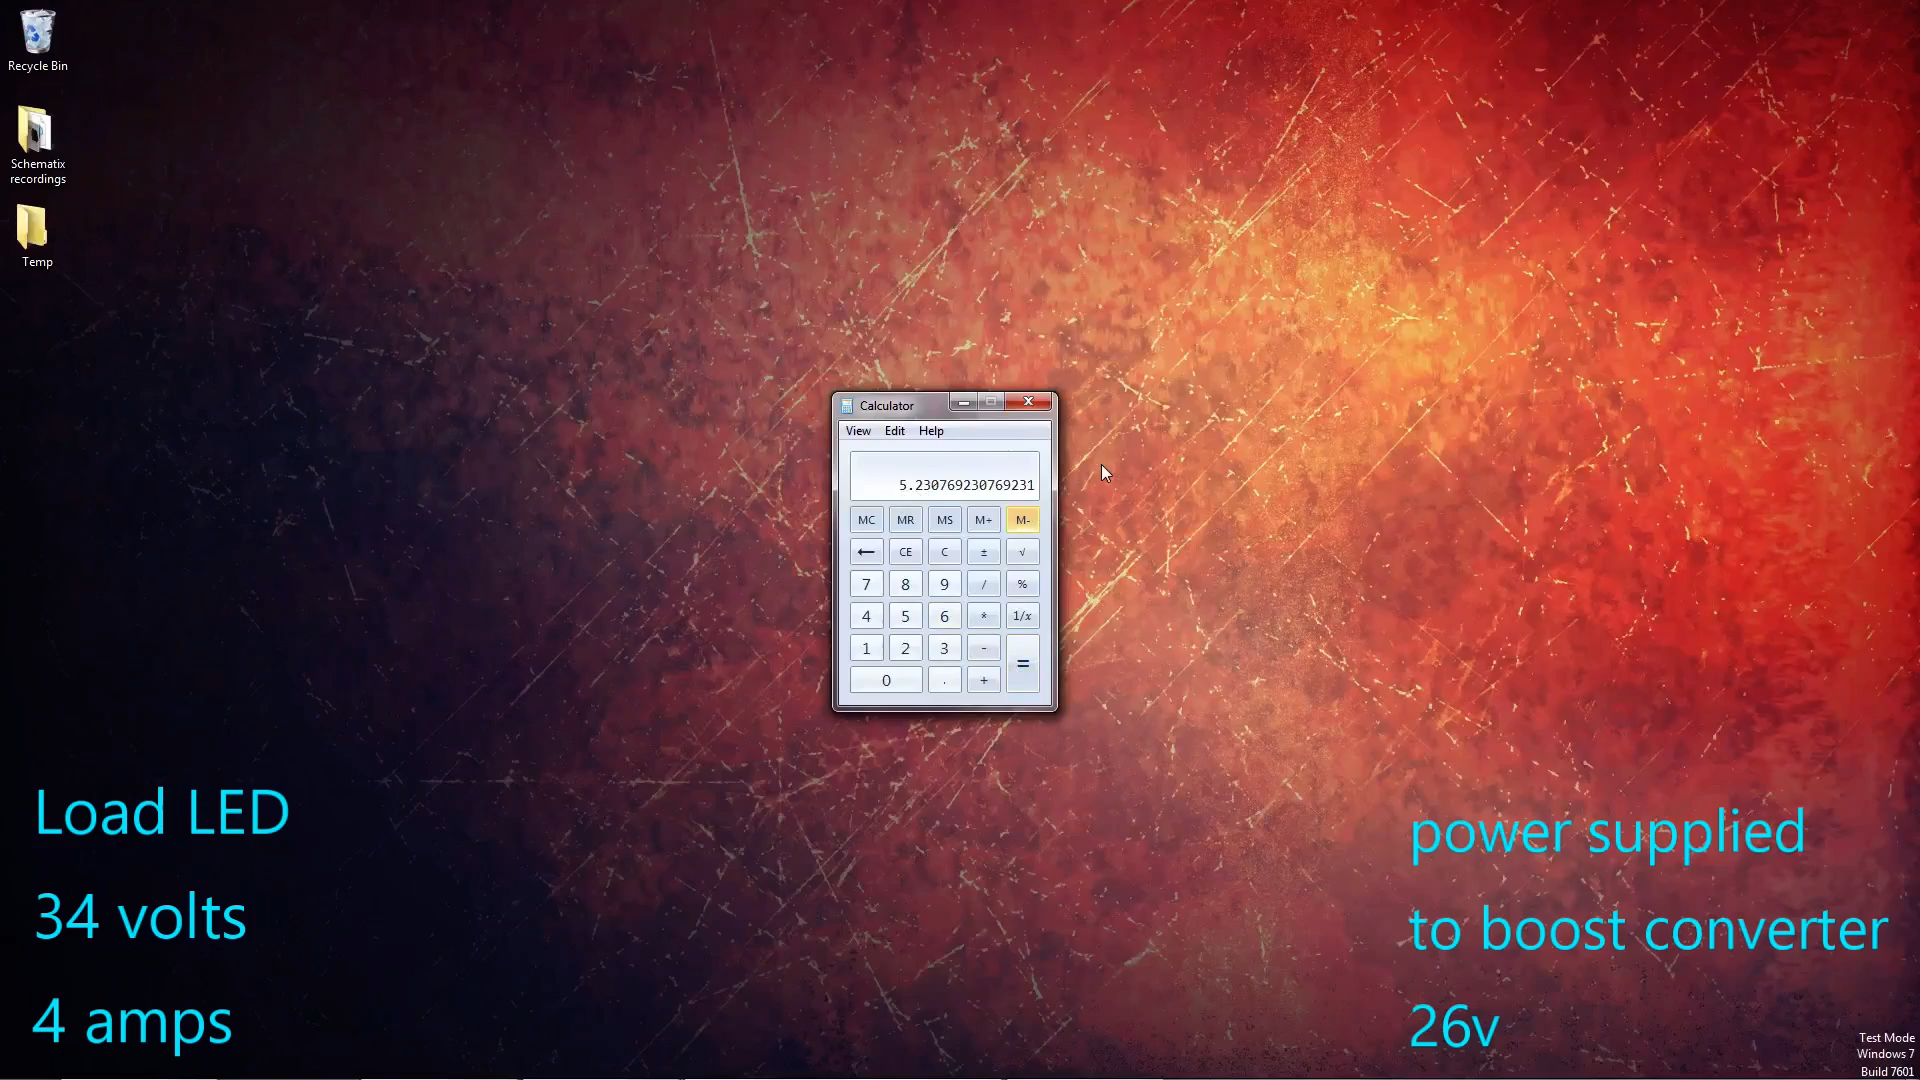 Recycle Bin
Schematix
recordings
Temp
Calculator
View Edit Help
5.230769230769231
MC MR MS M+ M-
← CE C ± √
7 8 9 / %
4 5 6 * 1/x
1 2 3 - =
0 . +
Load LED
34 volts
4 amps
power supplied
to boost converter
26v
Test Mode
Windows 7
Build 7601